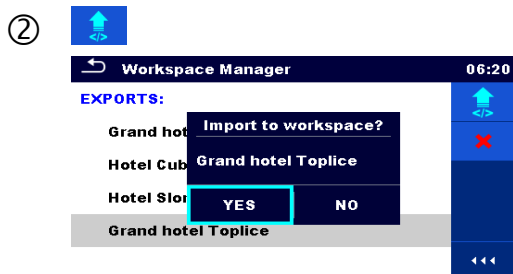 ②
</>
Workspace Manager 06:20
EXPORTS:
</>
Grand hot
Import to workspace?
Hotel Cub
Grand hotel Toplice
Hotel Slor
YES NO
Grand hotel Toplice